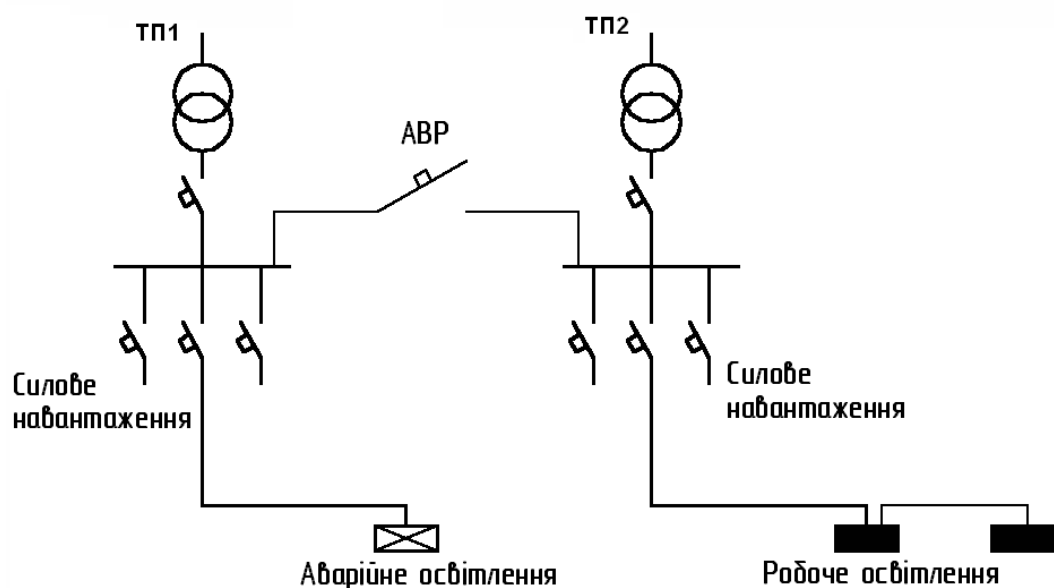 ТП1
ТП2
АВР
Силове
навантаження
Силове
навантаження
Аварійне освітлення
Робоче освітлення